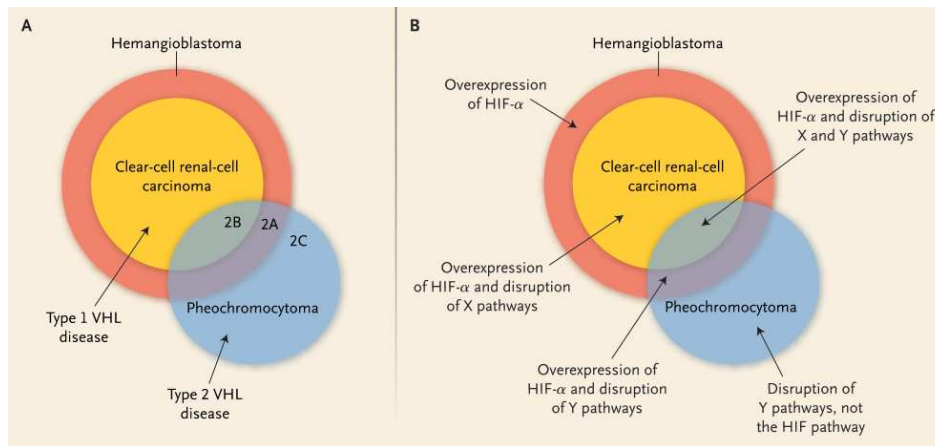 A
Hemangioblastoma
Clear-cell renal-cell
carcinoma
2B
2A
2C
Pheochromocytoma
Type 1 VHL
disease
Type 2 VHL
disease
B
Hemangioblastoma
Overexpression
of HIF-α
Overexpression of
HIF-α and disruption of
X and Y pathways
Clear-cell renal-cell
carcinoma
Overexpression
of HIF-α and disruption
of X pathways
Pheochromocytoma
Overexpression of
HIF-α and disruption
of Y pathways
Disruption of
Y pathways, not
the HIF pathway